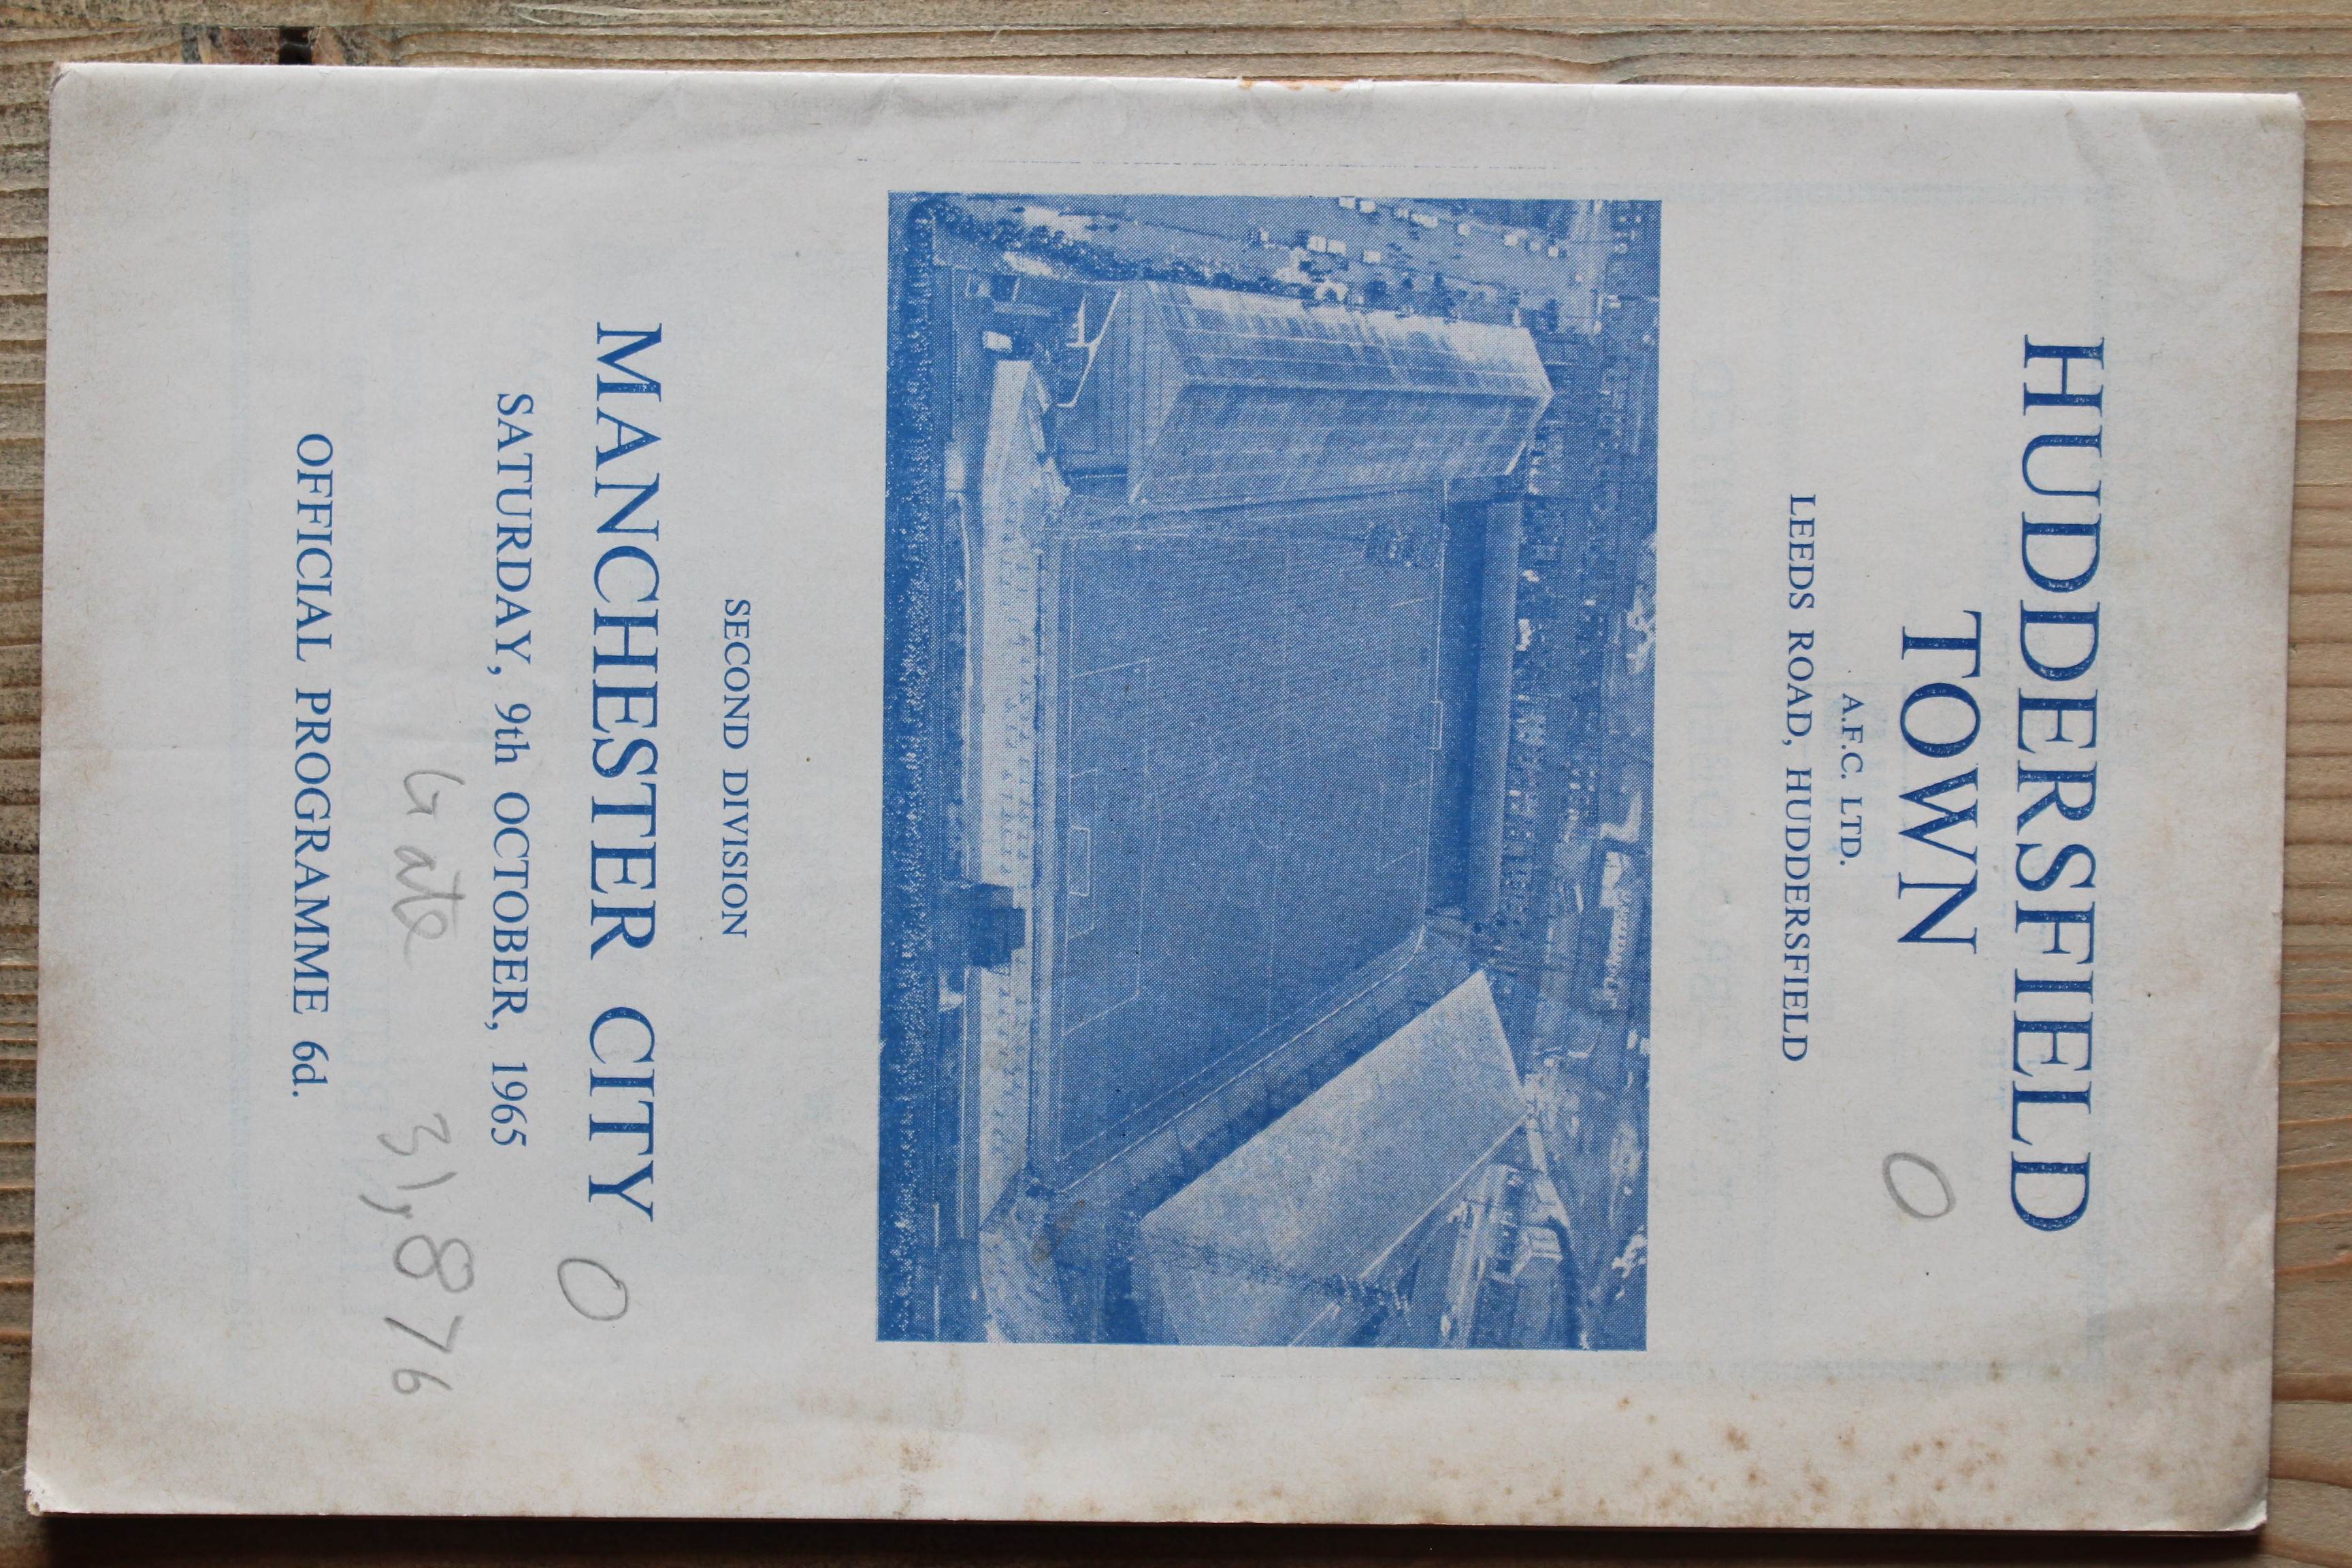 HUDDERSFIELD
TOWN 0
A.F.C. LTD.
LEEDS ROAD, HUDDERSFIELD
SECOND DIVISION
MANCHESTER CITY 0
SATURDAY, 9th OCTOBER, 1965
Gate 31,876
OFFICIAL PROGRAMME 6d.